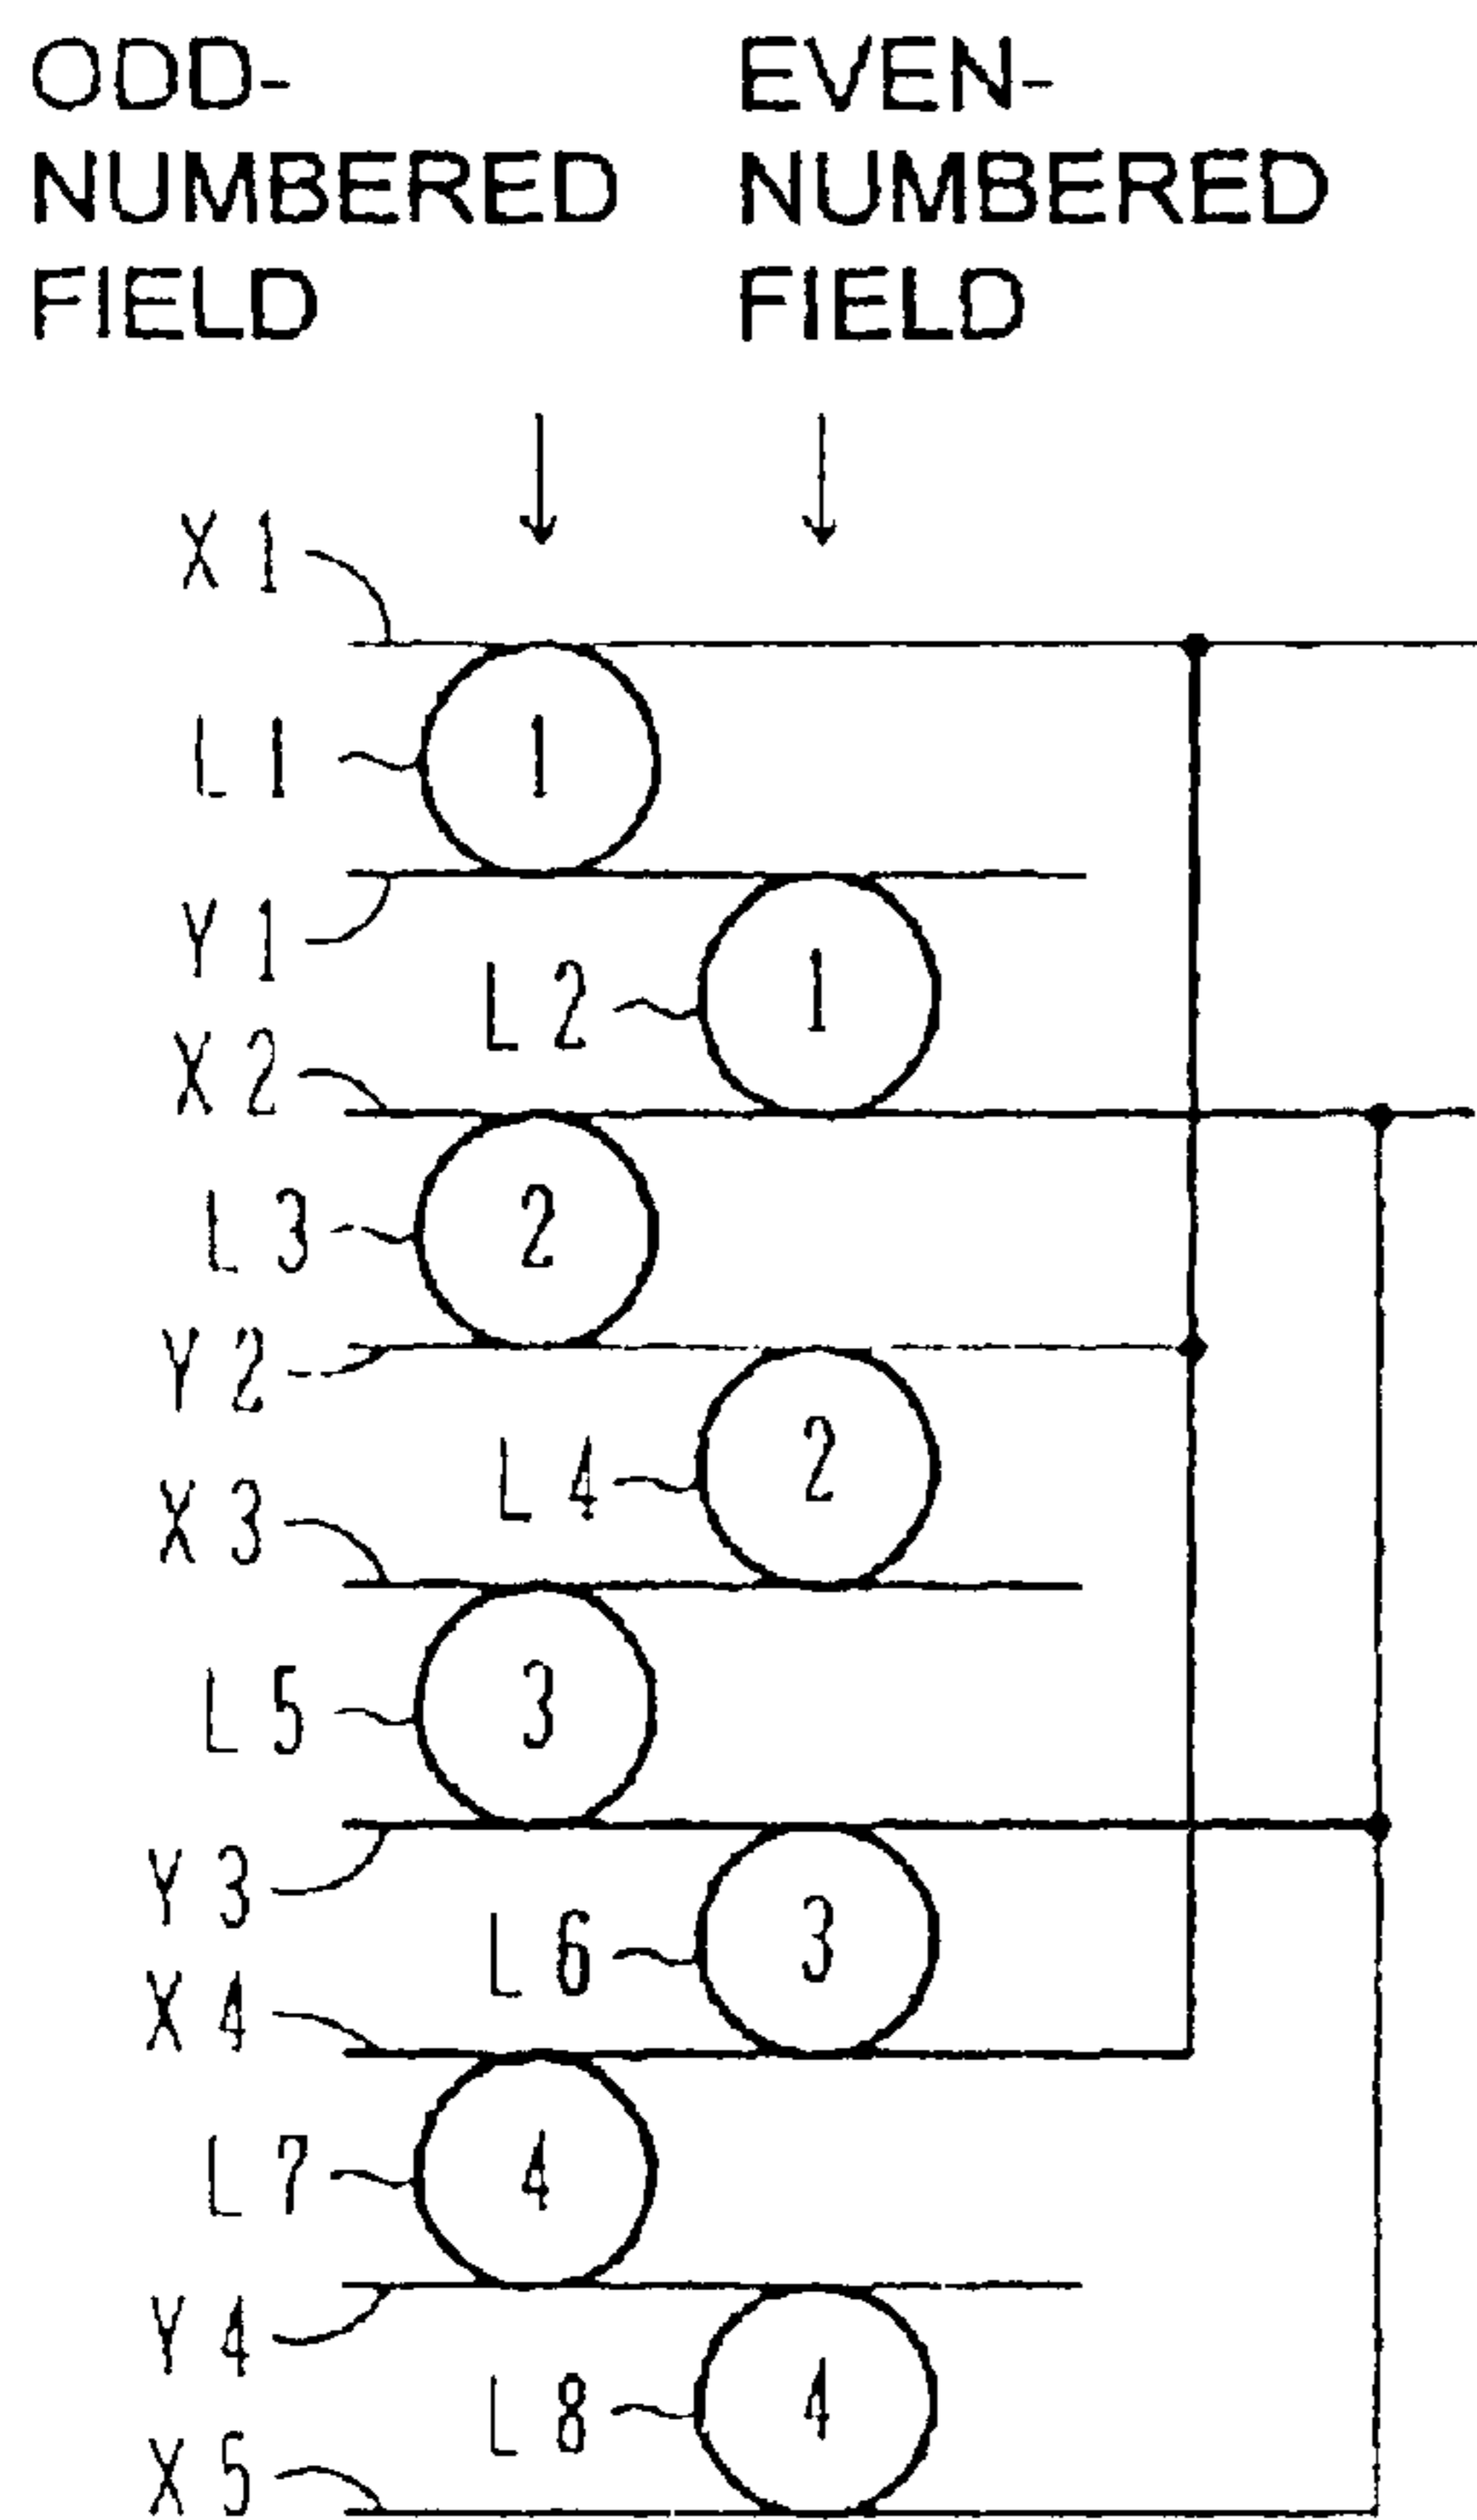 ODD-
NUMBERED
FIELD
EVEN-
NUMBERED
FIELD
X1
L1
1
Y1
L2
1
X2
L3
2
Y2
L4
2
X3
L5
3
Y3
L6
3
X4
L7
4
Y4
L8
4
X5